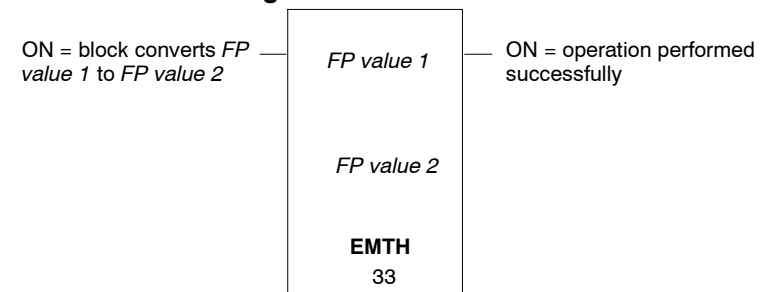 ON = block converts FP
value 1 to FP value 2
FP value 1
ON = operation performed
successfully
FP value 2
EMTH
33